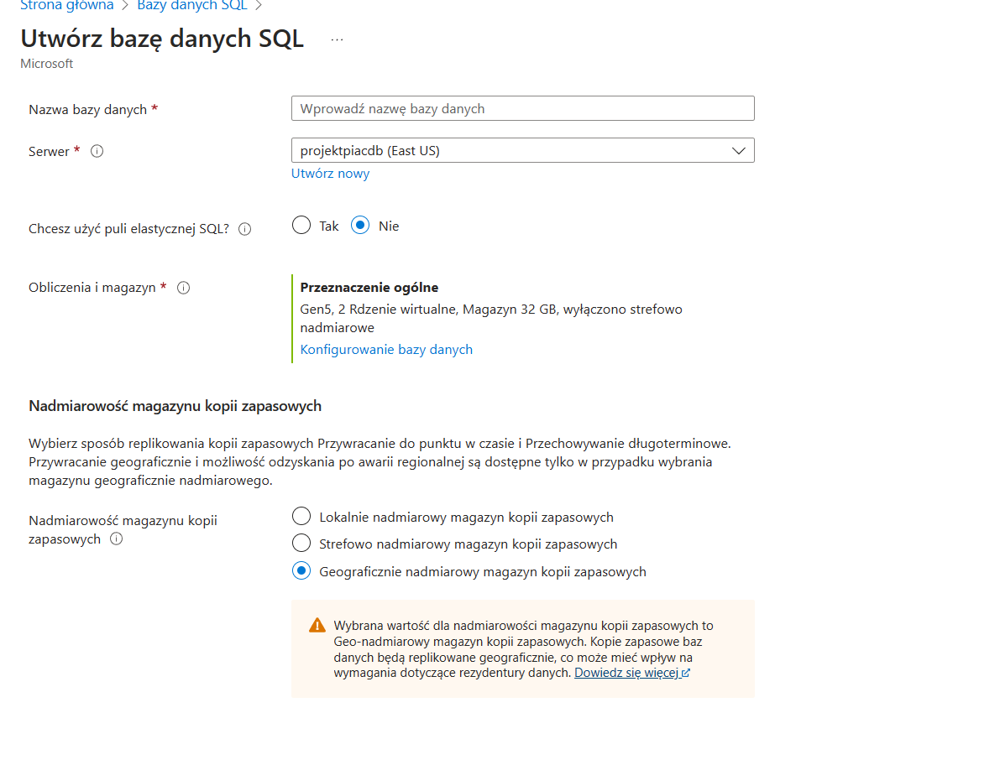 Strona główna > Bazy danych SQL >
Utwórz bazę danych SQL ...
Microsoft
Nazwa bazy danych *
Wprowadź nazwę bazy danych
Serwer *
projektpiacdb (East US)
Utwórz nowy
Chcesz użyć puli elastycznej SQL?
Tak
Nie
Obliczenia i magazyn *
Przeznaczenie ogólne
Gen5, 2 Rdzenie wirtualne, Magazyn 32 GB, wyłączono strefowo
nadmiarowe
Konfigurowanie bazy danych
Nadmiarowość magazynu kopii zapasowych
Wybierz sposób replikowania kopii zapasowych Przywracanie do punktu w czasie i Przechowywanie długoterminowe.
Przywracanie geograficznie i możliwość odzyskania po awarii regionalnej są dostępne tylko w przypadku wybrania
magazynu geograficznie nadmiarowego.
Nadmiarowość magazynu kopii
zapasowych
Lokalnie nadmiarowy magazyn kopii zapasowych
Strefowo nadmiarowy magazyn kopii zapasowych
Geograficznie nadmiarowy magazyn kopii zapasowych
Wybrana wartość dla nadmiarowości magazynu kopii zapasowych to
Geo-nadmiarowy magazyn kopii zapasowych. Kopie zapasowe baz
danych będą replikowane geograficznie, co może mieć wpływ na
wymagania dotyczące rezydentury danych. Dowiedz się więcej